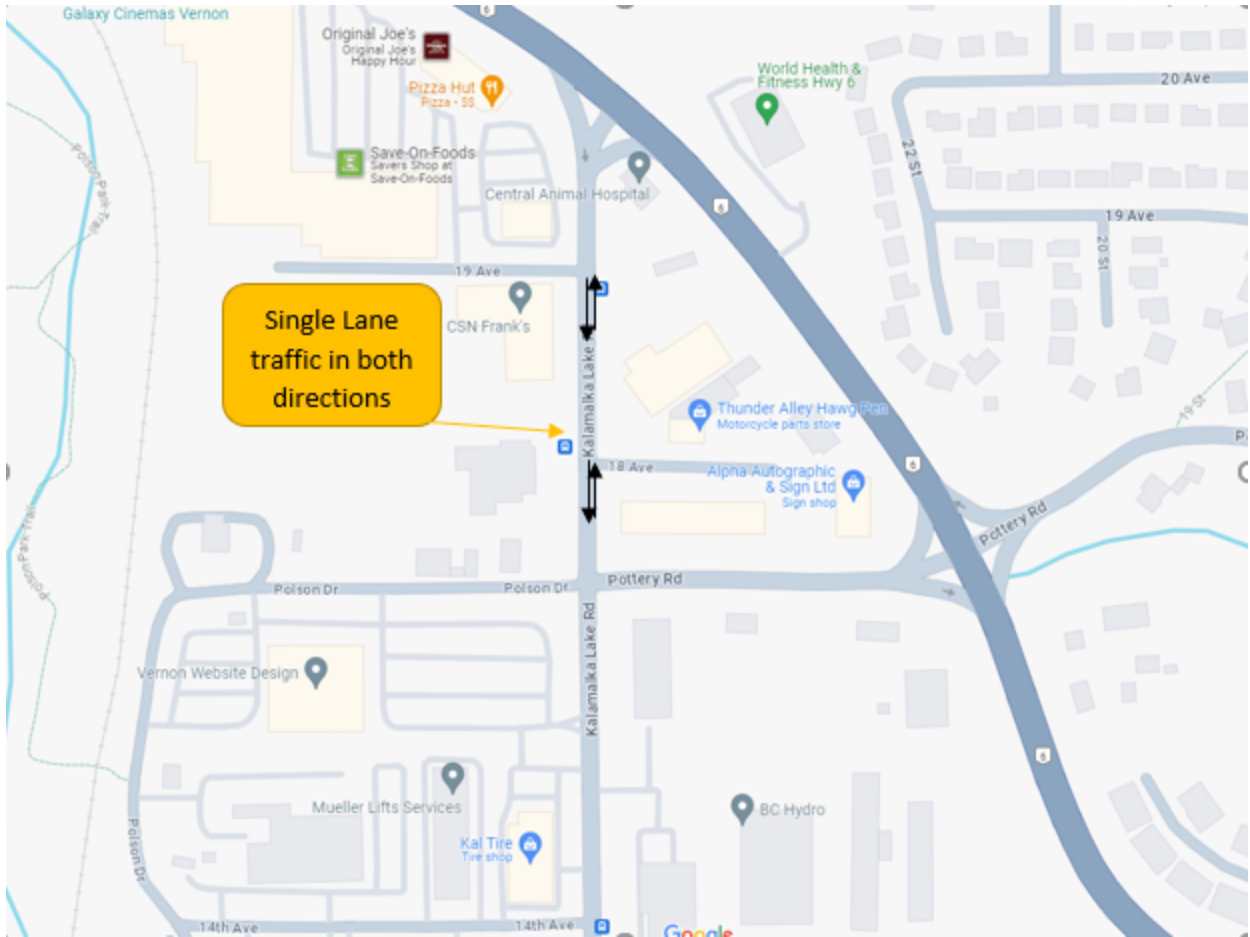 Galaxy Cinemas Vernon
6
Original Joe's
Original Joe's
Happy Hour
Pizza Hut
Pizza - $$
World Health &
Fitness Hwy 6
20 Ave
22 St
Save-On-Foods
Savers Shop at
Save-On-Foods
Polson Park Trail
Central Animal Hospital
6
19 Ave
20 St
19 Ave
CSN Frank's
Single Lane
traffic in both
directions
Kalamalka Lake
Thunder Alley Hawg Pen
Motorcycle parts store
19 St
18 Ave
6
Alpha Autographic
& Sign Ltd
Sign shop
Pottery Rd
Polson Park Trail
Polson Dr
Polson Dr
Pottery Rd
Kalamalka Lake Rd
Vernon Website Design
6
Mueller Lifts Services
BC Hydro
Kal Tire
Tire shop
Polson Dr
14th Ave
14th Ave
Google